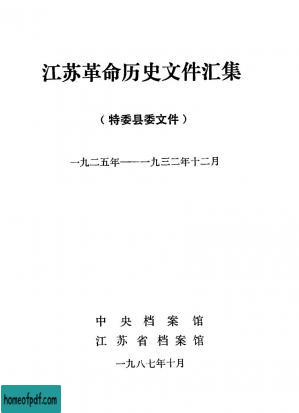 江苏革命历史文件汇集
（特委县委文件）
一九二五年——一九三二年十二月
中央档案馆
江苏省档案馆
一九八七年十月
homeofpdf.com